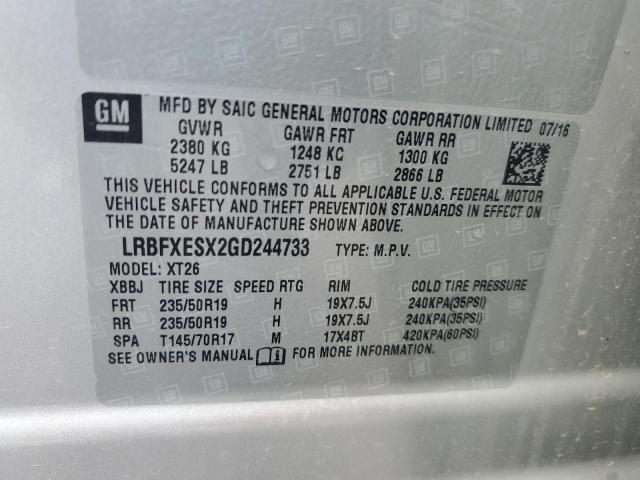 GM MFD BY SAIC GENERAL MOTORS CORPORATION LIMITED 07/16
GVWR GAWR FRT GAWR RR
2380 KG 1248 KG 1300 KG
5247 LB 2751 LB 2866 LB
THIS VEHICLE CONFORMS TO ALL APPLICABLE U.S. FEDERAL MOTOR
VEHICLE SAFETY AND THEFT PREVENTION STANDARDS IN EFFECT ON
THE DATE OF MANUFACTURE SHOWN ABOVE.
LRBFXESX2GD244733 TYPE: M.P.V.
MODEL: XT26
XBBJ TIRE SIZE SPEED RTG RIM COLD TIRE PRESSURE
FRT 235/50R19 H 19X7.5J 240KPA(35PSI)
RR 235/50R19 H 19X7.5J 240KPA(35PSI)
SPA T145/70R17 M 17X4BT 420KPA(60PSI)
SEE OWNER'S MANUAL FOR MORE INFORMATION.